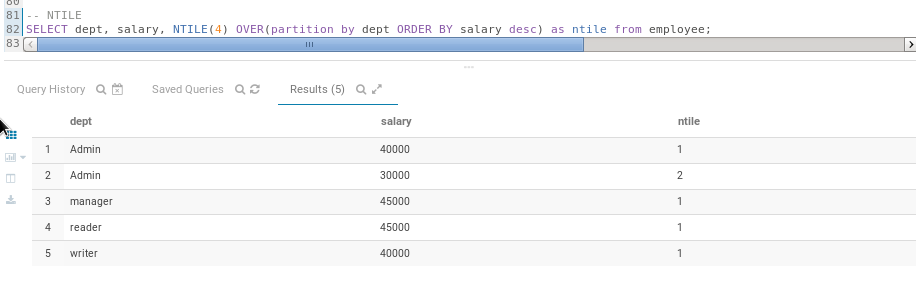 80
81 -- NTILE
82 SELECT dept, salary, NTILE(4) OVER(partition by dept ORDER BY salary desc) as ntile from employee;
83
Query History Saved Queries Results (5)
dept salary ntile
1 Admin 40000 1
2 Admin 30000 2
3 manager 45000 1
4 reader 45000 1
5 writer 40000 1